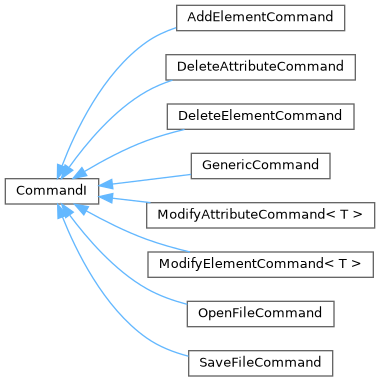 AddElementCommand
DeleteAttributeCommand
DeleteElementCommand
GenericCommand
CommandI
ModifyAttributeCommand< T >
ModifyElementCommand< T >
OpenFileCommand
SaveFileCommand